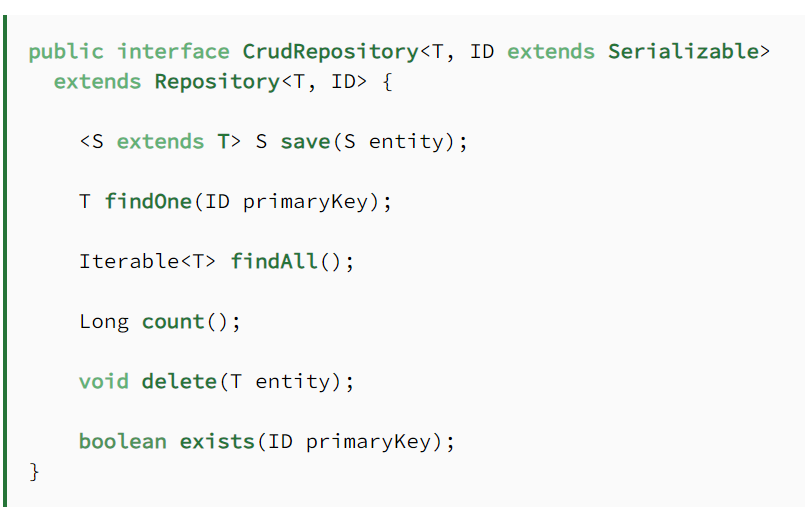 public interface CrudRepository<T, ID extends Serializable>
extends Repository<T, ID> {
<S extends T> S save(S entity);
T findOne(ID primaryKey);
Iterable<T> findAll();
Long count();
void delete(T entity);
boolean exists(ID primaryKey);
}